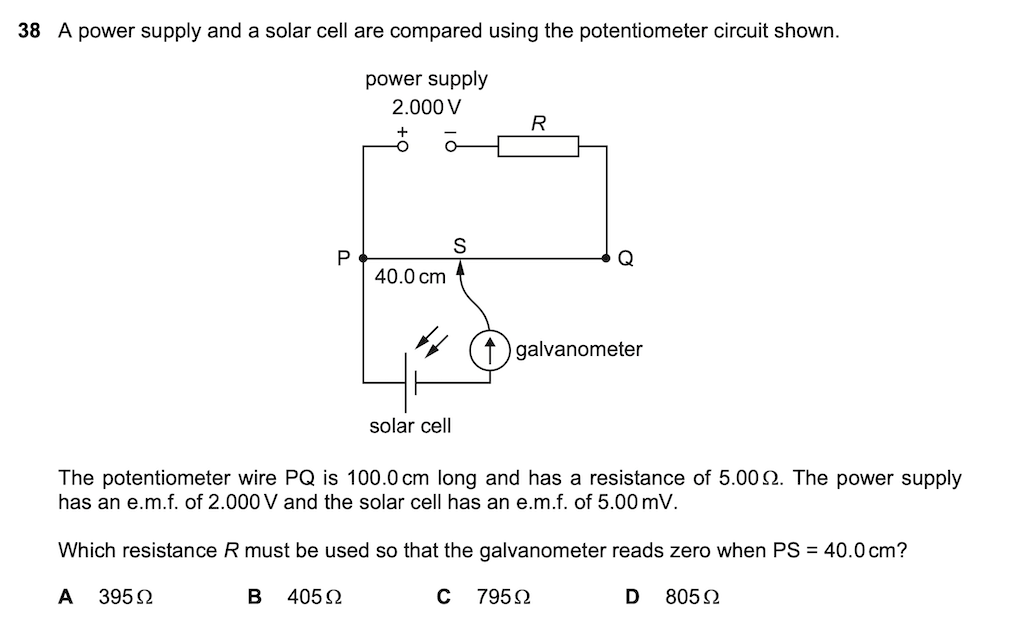 38 A power supply and a solar cell are compared using the potentiometer circuit shown.
power supply
2.000 V
+ −
R
S
P
Q
40.0 cm
galvanometer
solar cell
The potentiometer wire PQ is 100.0 cm long and has a resistance of 5.00 Ω. The power supply
has an e.m.f. of 2.000 V and the solar cell has an e.m.f. of 5.00 mV.
Which resistance R must be used so that the galvanometer reads zero when PS = 40.0 cm?
A 395 Ω B 405 Ω C 795 Ω D 805 Ω